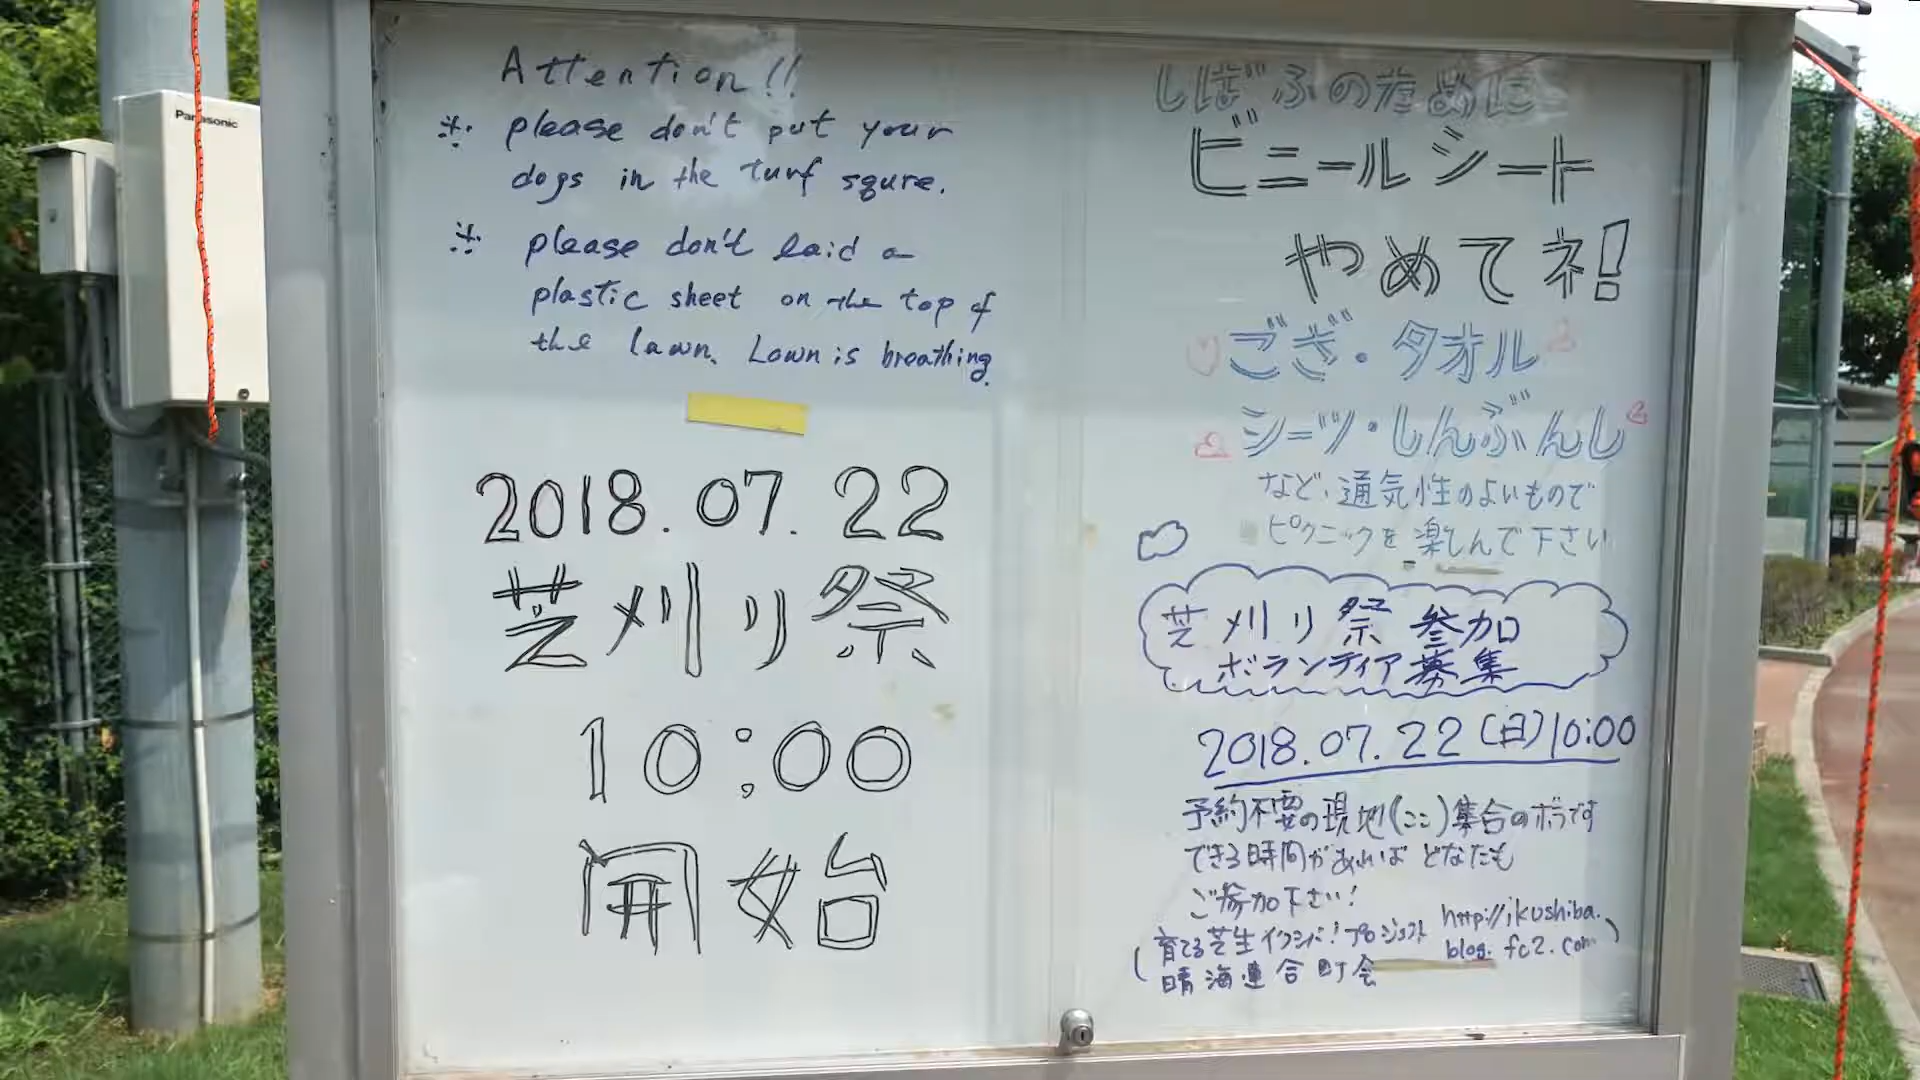 Panasonic
Attention!!
※ please don't put your
dogs in the turf squre.
※ please don't laid a
plastic sheet on the top of
the lawn. Lawn is breathing.
2018.07.22
芝刈り祭
10:00
開始
しばふのために
ビニールシート
やめてネ!
ござ・タオル
シーツ・しんぶんし
など、通気性のよいもので
ピクニックを楽しんで下さい
芝刈り祭参加
ボランティア募集
2018.07.22(日)10:00
予約不要の現地(ここ)集合のボラです
できる時間があればどなたも
ご参加下さい!
(育てる芝生イクシバ!プロジェクト http://ikushiba.
blog.fc2.com)
晴海連合町会